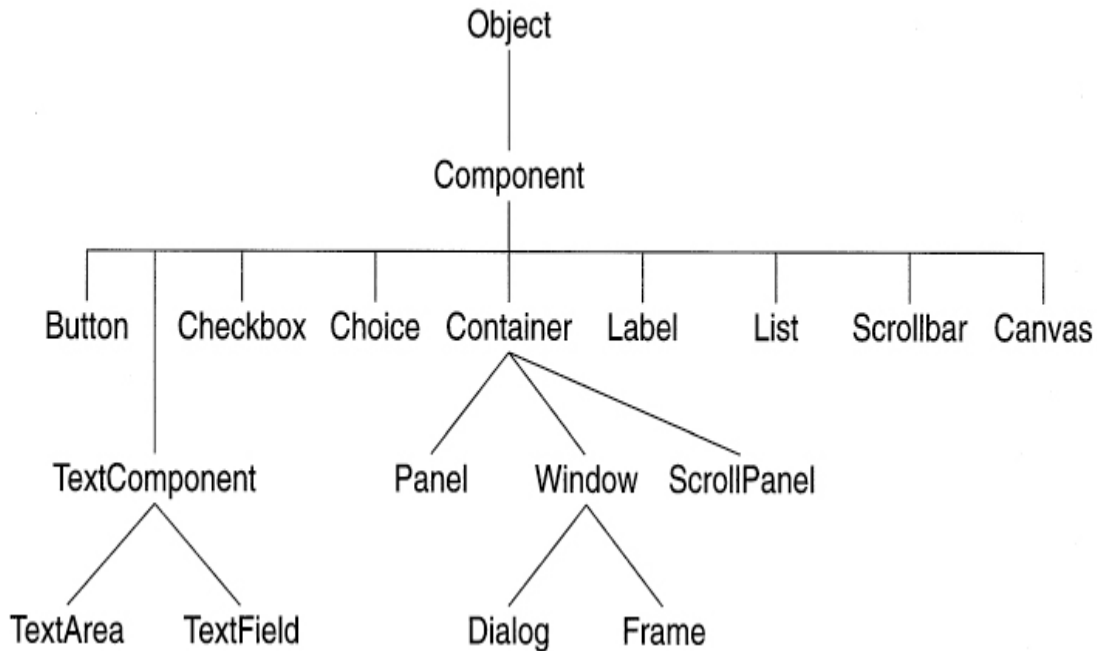 Object
Component
Button Checkbox Choice Container Label List Scrollbar Canvas
TextComponent Panel Window ScrollPanel
TextArea TextField Dialog Frame